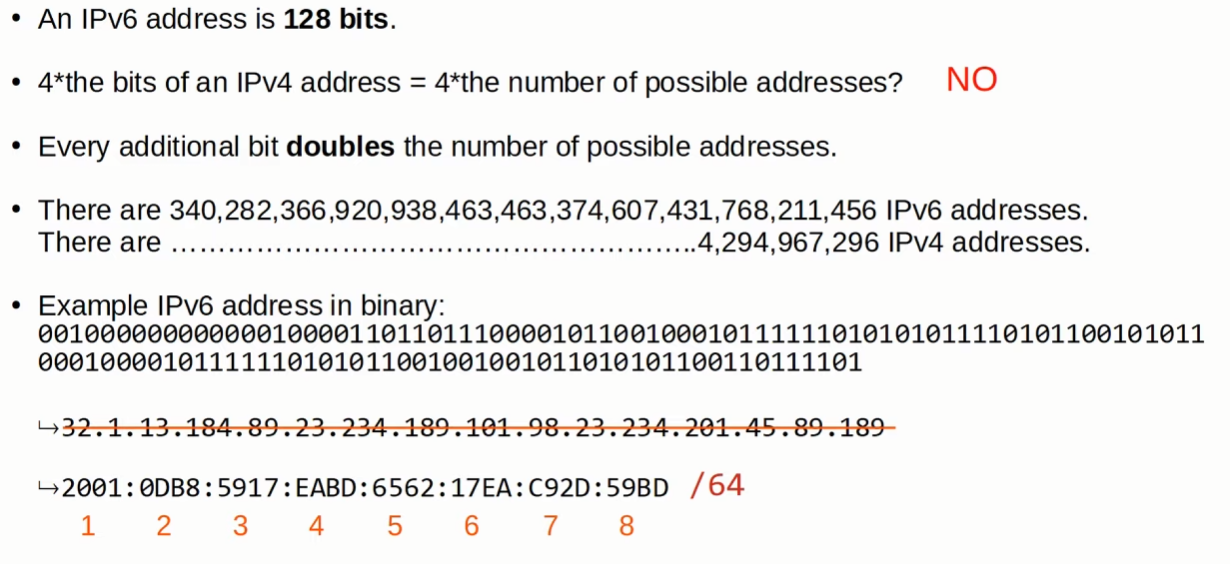 • An IPv6 address is 128 bits.
• 4*the bits of an IPv4 address = 4*the number of possible addresses? NO
• Every additional bit doubles the number of possible addresses.
• There are 340,282,366,920,938,463,463,374,607,431,768,211,456 IPv6 addresses.
There are ………………………………………………..4,294,967,296 IPv4 addresses.
• Example IPv6 address in binary:
001000000000000100001101101110000101100100010111111010101011110101100101011
00010000101111110101011001001001011010101100110111101
↪32.1.13.184.89.23.234.189.101.98.23.234.201.45.89.189
↪2001:0DB8:5917:EABD:6562:17EA:C92D:59BD /64
1 2 3 4 5 6 7 8